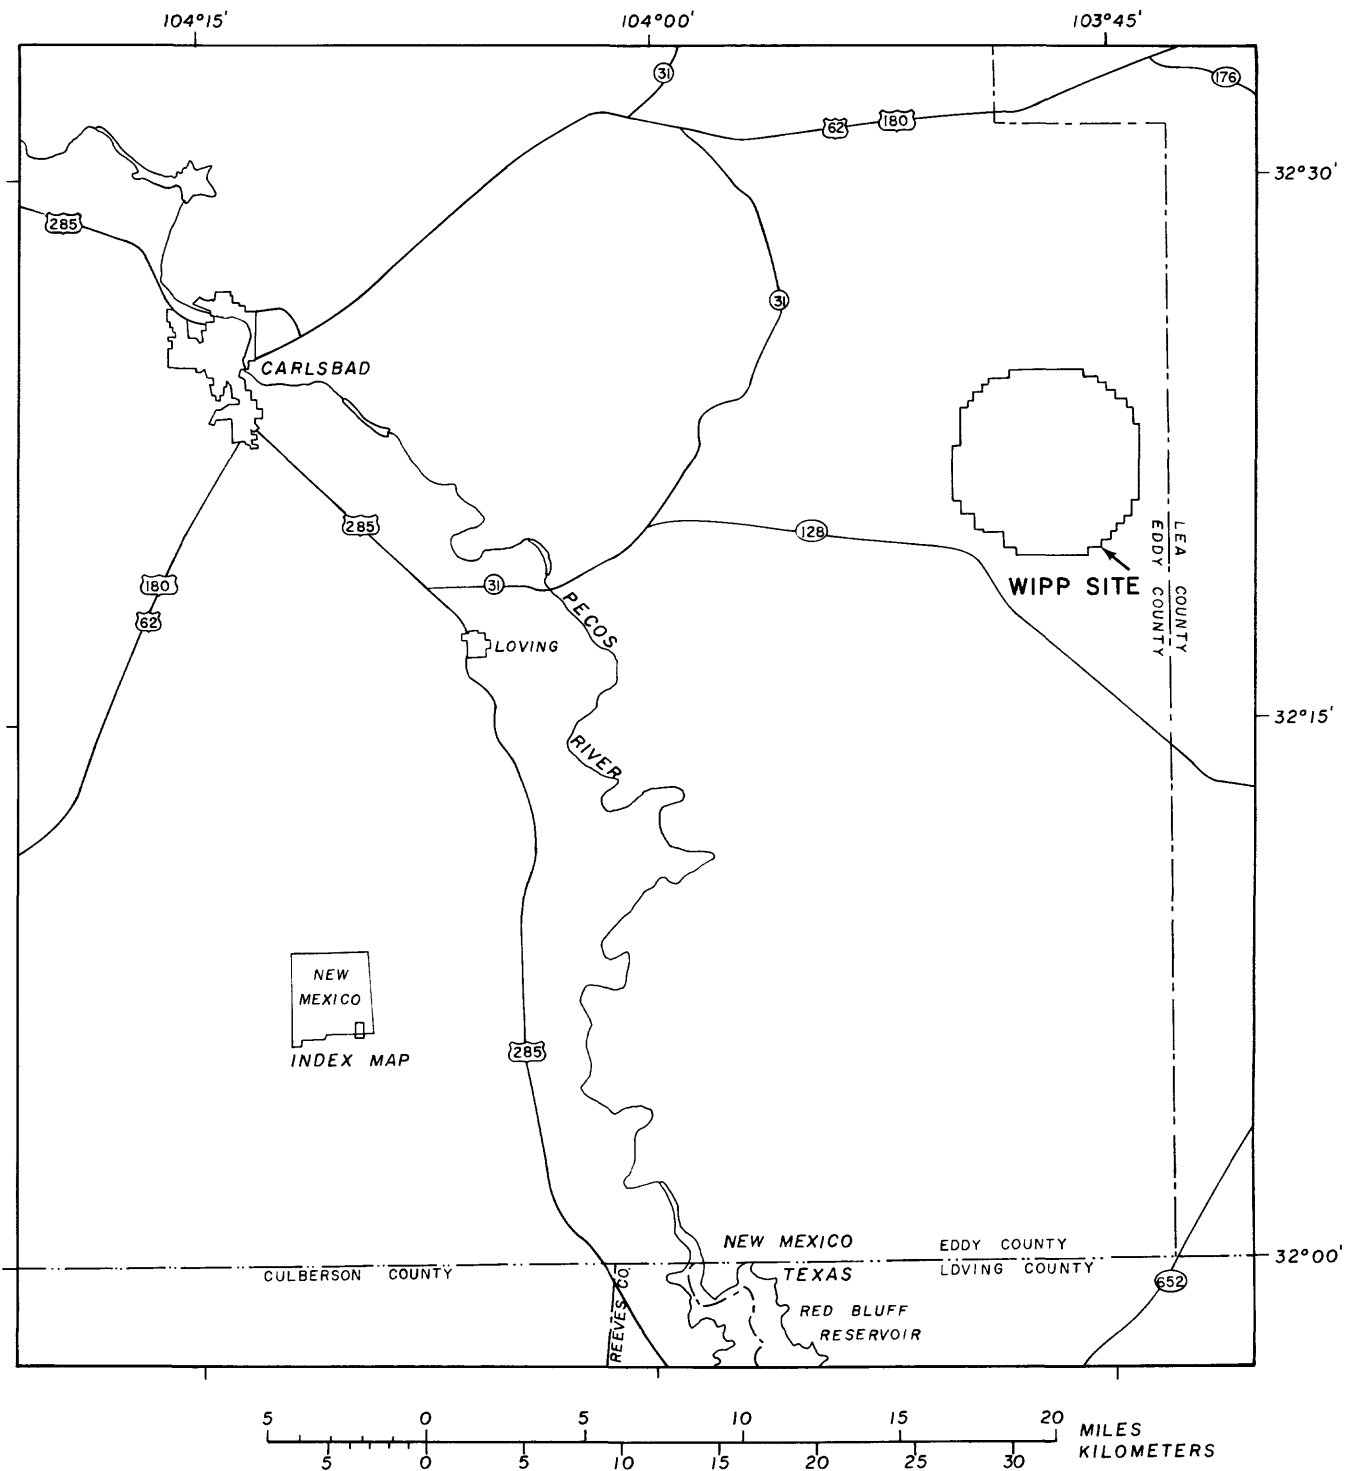 104°15'
104°00'
103°45'
31
176
62
180
32°30'
285
31
CARLSBAD
285
128
LEA COUNTY
EDDY COUNTY
WIPP SITE
180
31
62
PECOS
LOVING
32°15'
RIVER
NEW
MEXICO
INDEX MAP
285
NEW MEXICO
EDDY COUNTY
32°00'
CULBERSON COUNTY
TEXAS
LOVING COUNTY
652
REEVES CO.
RED BLUFF
RESERVOIR
5 0 5 10 15 20
MILES
KILOMETERS
5 0 5 10 15 20 25 30